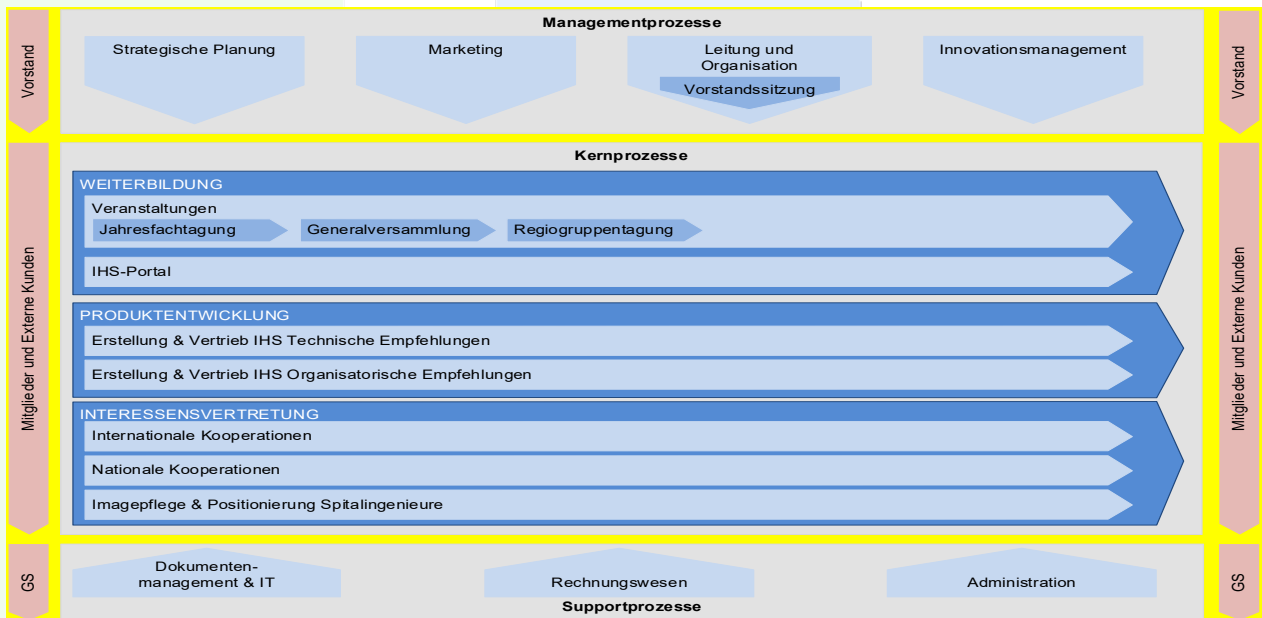 Managementprozesse
Vorstand
Strategische Planung
Marketing
Leitung und
Organisation
Vorstandssitzung
Innovationsmanagement
Vorstand
Kernprozesse
Mitglieder und Externe Kunden
WEITERBILDUNG
Veranstaltungen
Jahresfachtagung
Generalversammlung
Regiogruppentagung
IHS-Portal
PRODUKTENTWICKLUNG
Erstellung & Vertrieb IHS Technische Empfehlungen
Erstellung & Vertrieb IHS Organisatorische Empfehlungen
INTERESSENSVERTRETUNG
Internationale Kooperationen
Nationale Kooperationen
Imagepflege & Positionierung Spitalingenieure
Mitglieder und Externe Kunden
GS
Dokumenten-
management & IT
Rechnungswesen
Administration
Supportprozesse
GS